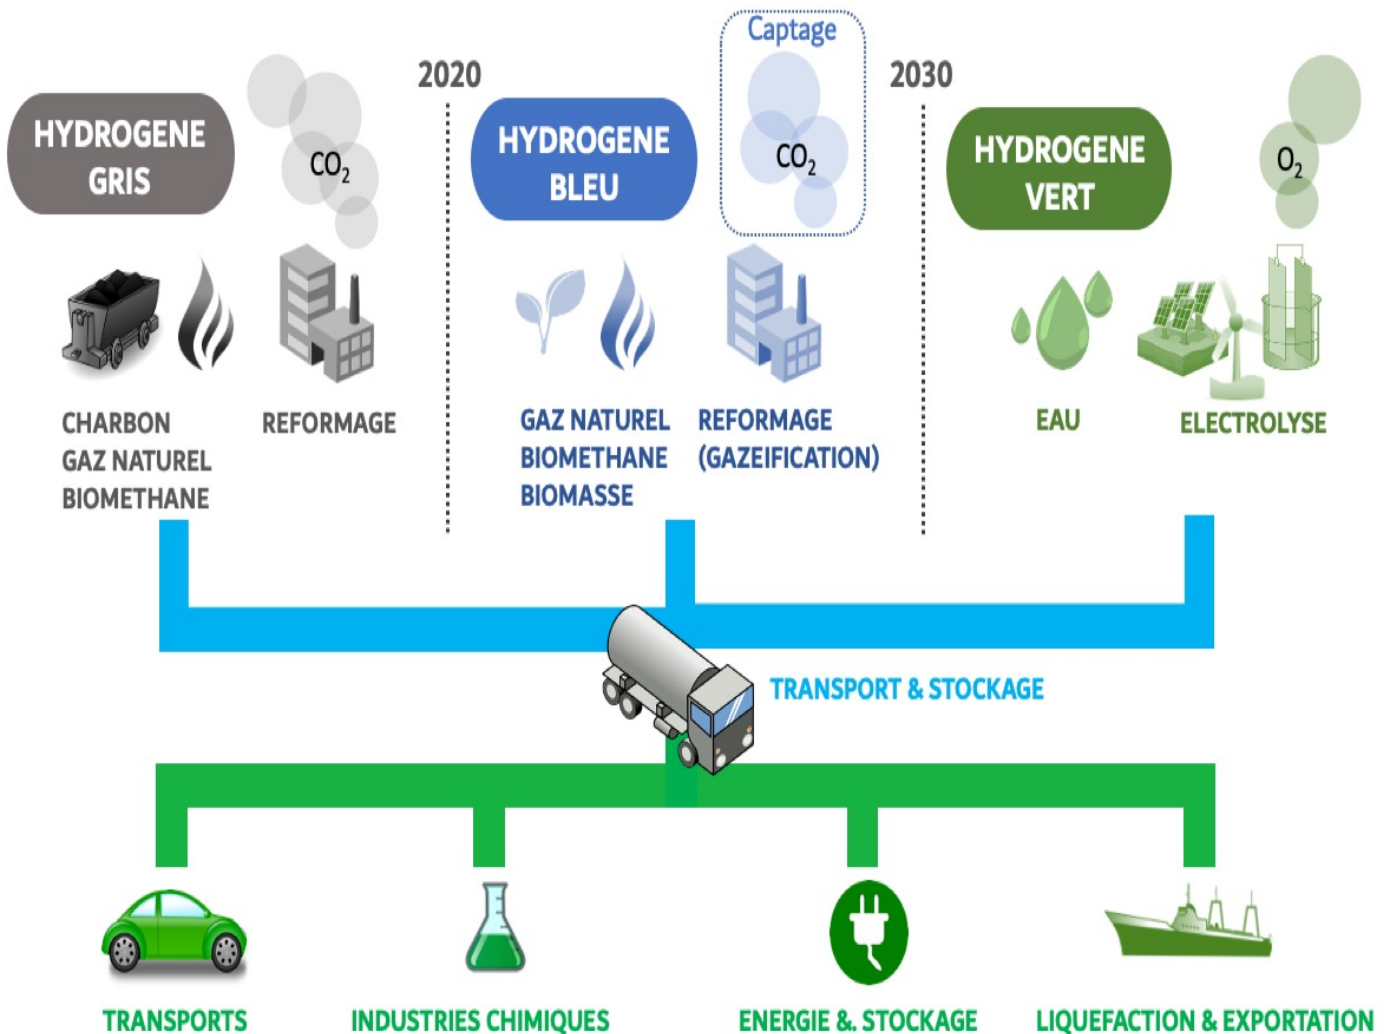 Captage
2020
2030
HYDROGENE
GRIS
CO₂
HYDROGENE
BLEU
CO₂
HYDROGENE
VERT
O₂
CHARBON
GAZ NATUREL
BIOMETHANE
REFORMAGE
GAZ NATUREL
BIOMETHANE
BIOMASSE
REFORMAGE
(GAZEIFICATION)
EAU
ELECTROLYSE
TRANSPORT & STOCKAGE
TRANSPORTS
INDUSTRIES CHIMIQUES
ENERGIE &. STOCKAGE
LIQUEFACTION & EXPORTATION